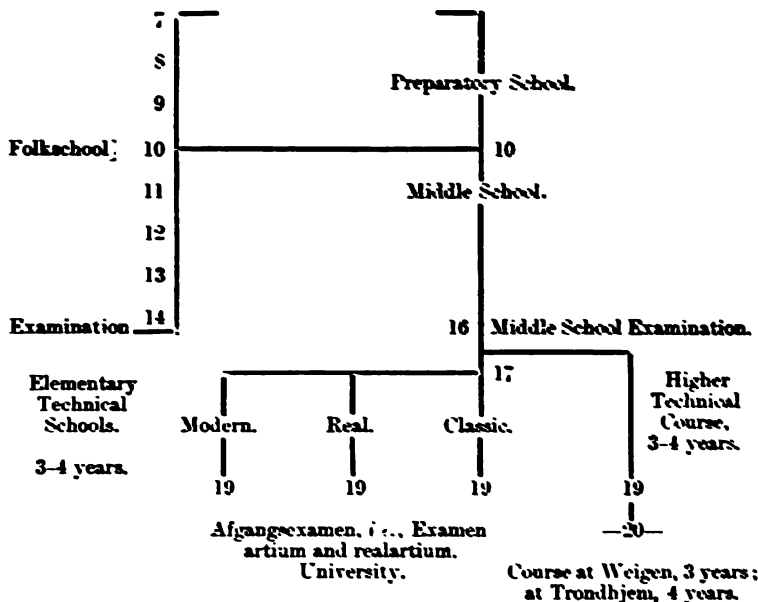 7
8
9
Preparatory School.
Folkschool 10 10
11 Middle School.
12
13
Examination 14 16 Middle School Examination.
17
Elementary
Technical
Schools.
3–4 years.
Modern. Real. Classic.
Higher
Technical
Course,
3–4 years.
19 19 19 19
—20—
Afgangsexamen, i.e., Examen
artium and realartium.
University.
Course at Weigen, 3 years;
at Trondhjem, 4 years.